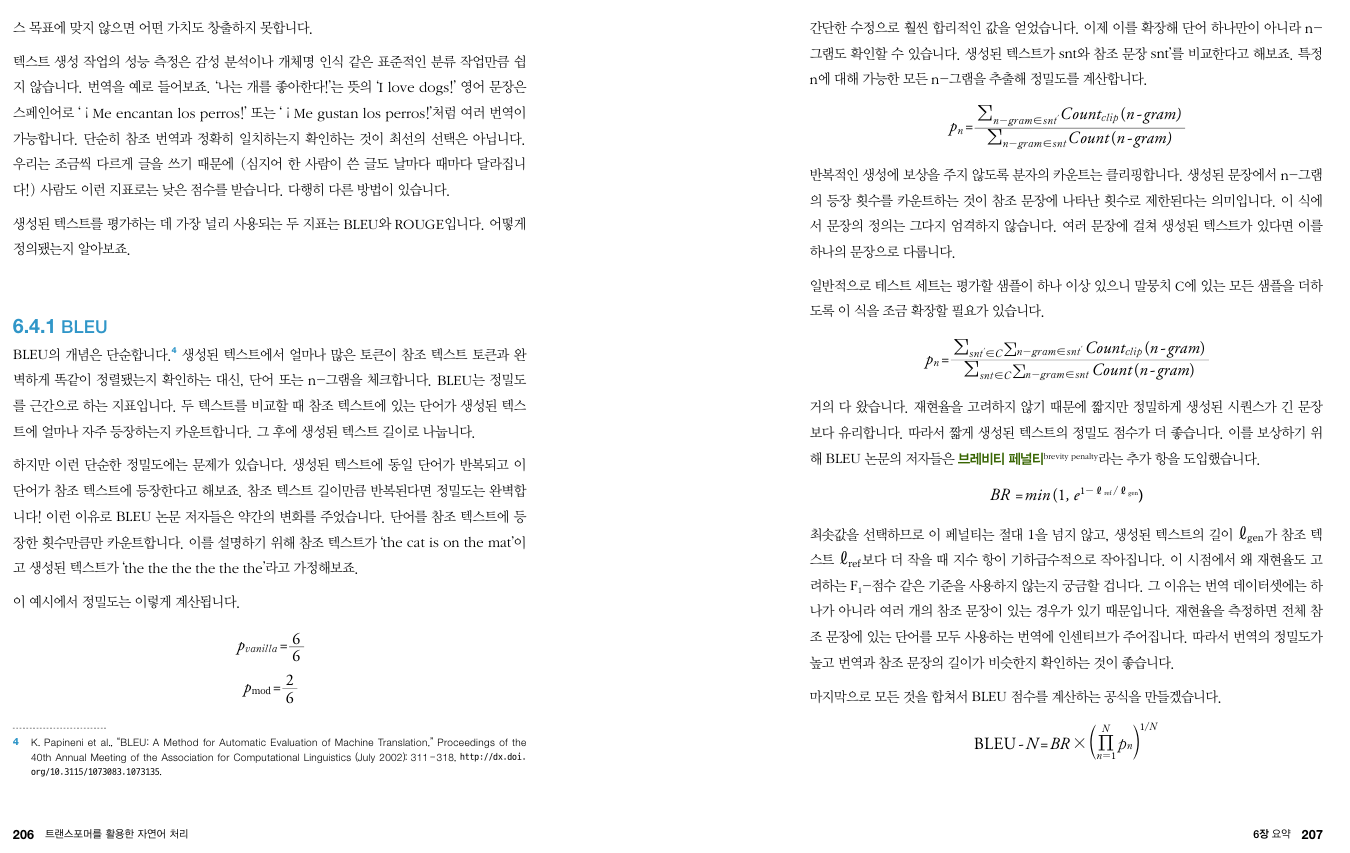 스 목표에 맞지 않으면 어떤 가치도 창출하지 못합니다.
텍스트 생성 작업의 성능 측정은 감성 분석이나 개체명 인식 같은 표준적인 분류 작업만큼 쉽
지 않습니다. 번역을 예로 들어보죠. '나는 개를 좋아한다!'는 뜻의 'I love dogs!' 영어 문장은
스페인어로 '¡Me encantan los perros!' 또는 '¡Me gustan los perros!'처럼 여러 번역이
가능합니다. 단순히 참조 번역과 정확히 일치하는지 확인하는 것이 최선의 선택은 아닙니다.
우리는 조금씩 다르게 글을 쓰기 때문에 (심지어 한 사람이 쓴 글도 날마다 때마다 달라집니
다!) 사람도 이런 지표로는 낮은 점수를 받습니다. 다행히 다른 방법이 있습니다.
생성된 텍스트를 평가하는 데 가장 널리 사용되는 두 지표는 BLEU와 ROUGE입니다. 어떻게
정의됐는지 알아보죠.
6.4.1 BLEU
BLEU의 개념은 단순합니다.4 생성된 텍스트에서 얼마나 많은 토큰이 참조 텍스트 토큰과 완
벽하게 똑같이 정렬됐는지 확인하는 대신, 단어 또는 n-그램을 체크합니다. BLEU는 정밀도
를 근간으로 하는 지표입니다. 두 텍스트를 비교할 때 참조 텍스트에 있는 단어가 생성된 텍스
트에 얼마나 자주 등장하는지 카운트합니다. 그 후에 생성된 텍스트 길이로 나눕니다.
하지만 이런 단순한 정밀도에는 문제가 있습니다. 생성된 텍스트에 동일 단어가 반복되고 이
단어가 참조 텍스트에 등장한다고 해보죠. 참조 텍스트 길이만큼 반복된다면 정밀도는 완벽합
니다! 이런 이유로 BLEU 논문 저자들은 약간의 변화를 주었습니다. 단어를 참조 텍스트에 등
장한 횟수만큼만 카운트합니다. 이를 설명하기 위해 참조 텍스트가 'the cat is on the mat'이
고 생성된 텍스트가 'the the the the the the'라고 가정해보죠.
이 예시에서 정밀도는 이렇게 계산됩니다.
p_vanilla = 6/6
p_mod = 2/6
4 K. Papineni et al., "BLEU: A Method for Automatic Evaluation of Machine Translation," Proceedings of the
40th Annual Meeting of the Association for Computational Linguistics (July 2002): 311-318, http://dx.doi.
org/10.3115/1073083.1073135.
206 트랜스포머를 활용한 자연어 처리
간단한 수정으로 훨씬 합리적인 값을 얻었습니다. 이제 이를 확장해 단어 하나만이 아니라 n-
그램도 확인할 수 있습니다. 생성된 텍스트가 snt와 참조 문장 snt'를 비교한다고 해보죠. 특정
n에 대해 가능한 모든 n-그램을 추출해 정밀도를 계산합니다.
p_n = ∑_{n-gram∈snt'} Count_clip (n-gram) / ∑_{n-gram∈snt} Count (n-gram)
반복적인 생성에 보상을 주지 않도록 분자의 카운트는 클리핑합니다. 생성된 문장에서 n-그램
의 등장 횟수를 카운트하는 것이 참조 문장에 나타난 횟수로 제한된다는 의미입니다. 이 식에
서 문장의 정의는 그다지 엄격하지 않습니다. 여러 문장에 걸쳐 생성된 텍스트가 있다면 이를
하나의 문장으로 다룹니다.
일반적으로 테스트 세트는 평가할 샘플이 하나 이상 있으니 말뭉치 C에 있는 모든 샘플을 더하
도록 이 식을 조금 확장할 필요가 있습니다.
p_n = ∑_{snt'∈C} ∑_{n-gram∈snt'} Count_clip (n-gram) / ∑_{snt∈C} ∑_{n-gram∈snt} Count (n-gram)
거의 다 왔습니다. 재현율을 고려하지 않기 때문에 짧지만 정밀하게 생성된 시퀀스가 긴 문장
보다 유리합니다. 따라서 짧게 생성된 텍스트의 정밀도 점수가 더 좋습니다. 이를 보상하기 위
해 BLEU 논문의 저자들은 브레비티 페널티brevity penalty라는 추가 항을 도입했습니다.
BR = min (1, e^{1-ℓ_ref / ℓ_gen})
최솟값을 선택하므로 이 페널티는 절대 1을 넘지 않고, 생성된 텍스트의 길이 ℓ_gen가 참조 텍
스트 ℓ_ref보다 더 작을 때 지수 항이 기하급수적으로 작아집니다. 이 시점에서 왜 재현율도 고
려하는 F1-점수 같은 기준을 사용하지 않는지 궁금할 겁니다. 그 이유는 번역 데이터셋에는 하
나가 아니라 여러 개의 참조 문장이 있는 경우가 있기 때문입니다. 재현율을 측정하면 전체 참
조 문장에 있는 단어를 모두 사용하는 번역에 인센티브가 주어집니다. 따라서 번역의 정밀도가
높고 번역과 참조 문장의 길이가 비슷한지 확인하는 것이 좋습니다.
마지막으로 모든 것을 합쳐서 BLEU 점수를 계산하는 공식을 만들겠습니다.
BLEU-N = BR × (∏_{n=1}^{N} p_n)^{1/N}
6장 요약 207